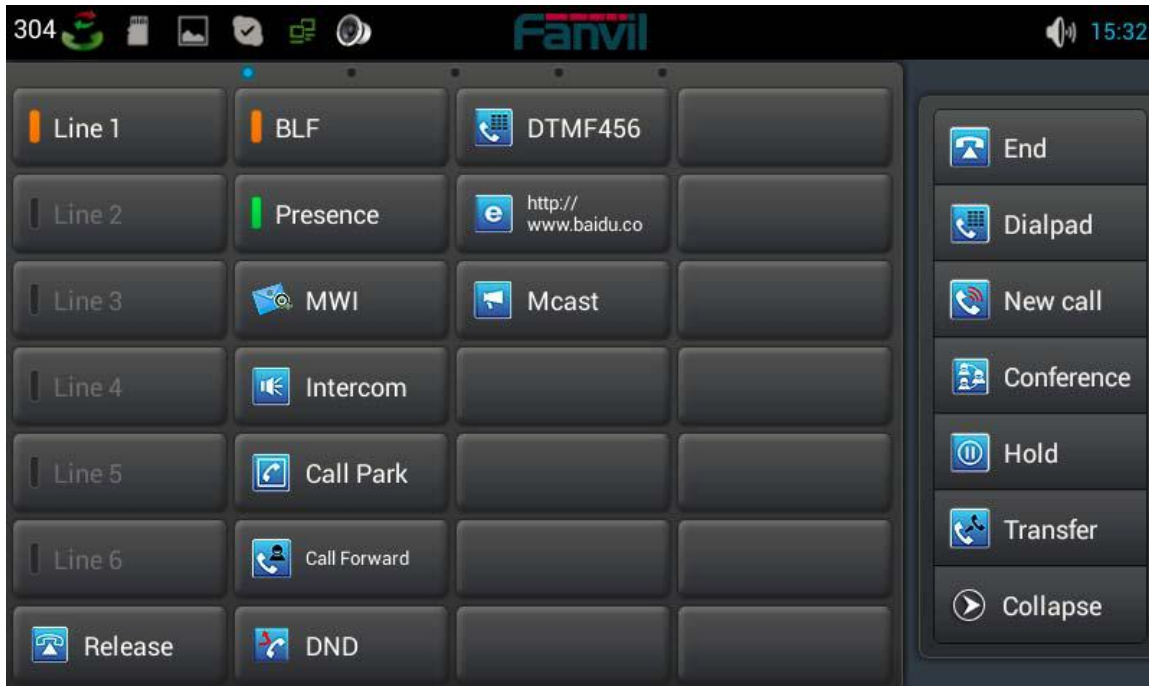 304
Fanvil
15:32
Line 1
BLF
DTMF456
End
Line 2
Presence
http://
www.baidu.co
Dialpad
Line 3
MWI
Mcast
New call
Line 4
Intercom
Conference
Line 5
Call Park
Hold
Line 6
Call Forward
Transfer
Release
DND
Collapse